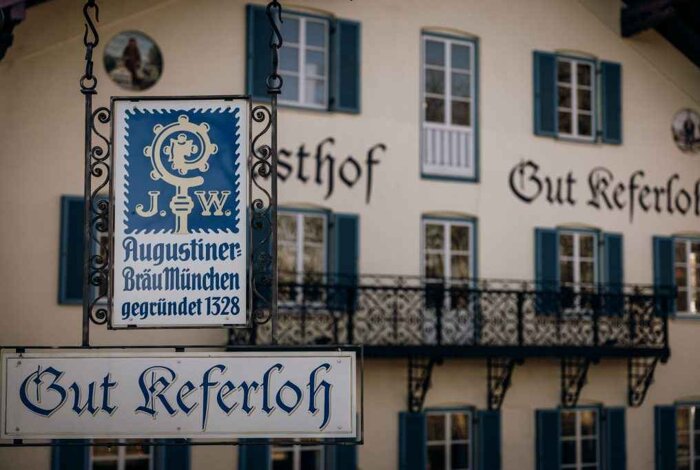 J. W.
Augustiner=
Bräu München
gegründet 1328
Gut Keferloh
sthof Gut Keferloh